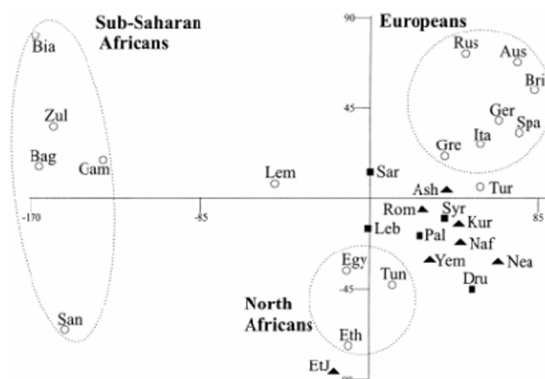 90
Sub-Saharan
Africans
Europeans
Bia
Rus
Aus
Bri
45
Zul
Ger
Spa
Ita
Gre
Bag
Gam
Lem
Sar
Ash
Tur
-170
-85
85
Rom
Syr
Kur
Leb
Pal
Naf
Yem
Nea
Egy
Tun
Dru
-45
North
Africans
San
Eth
EtJ